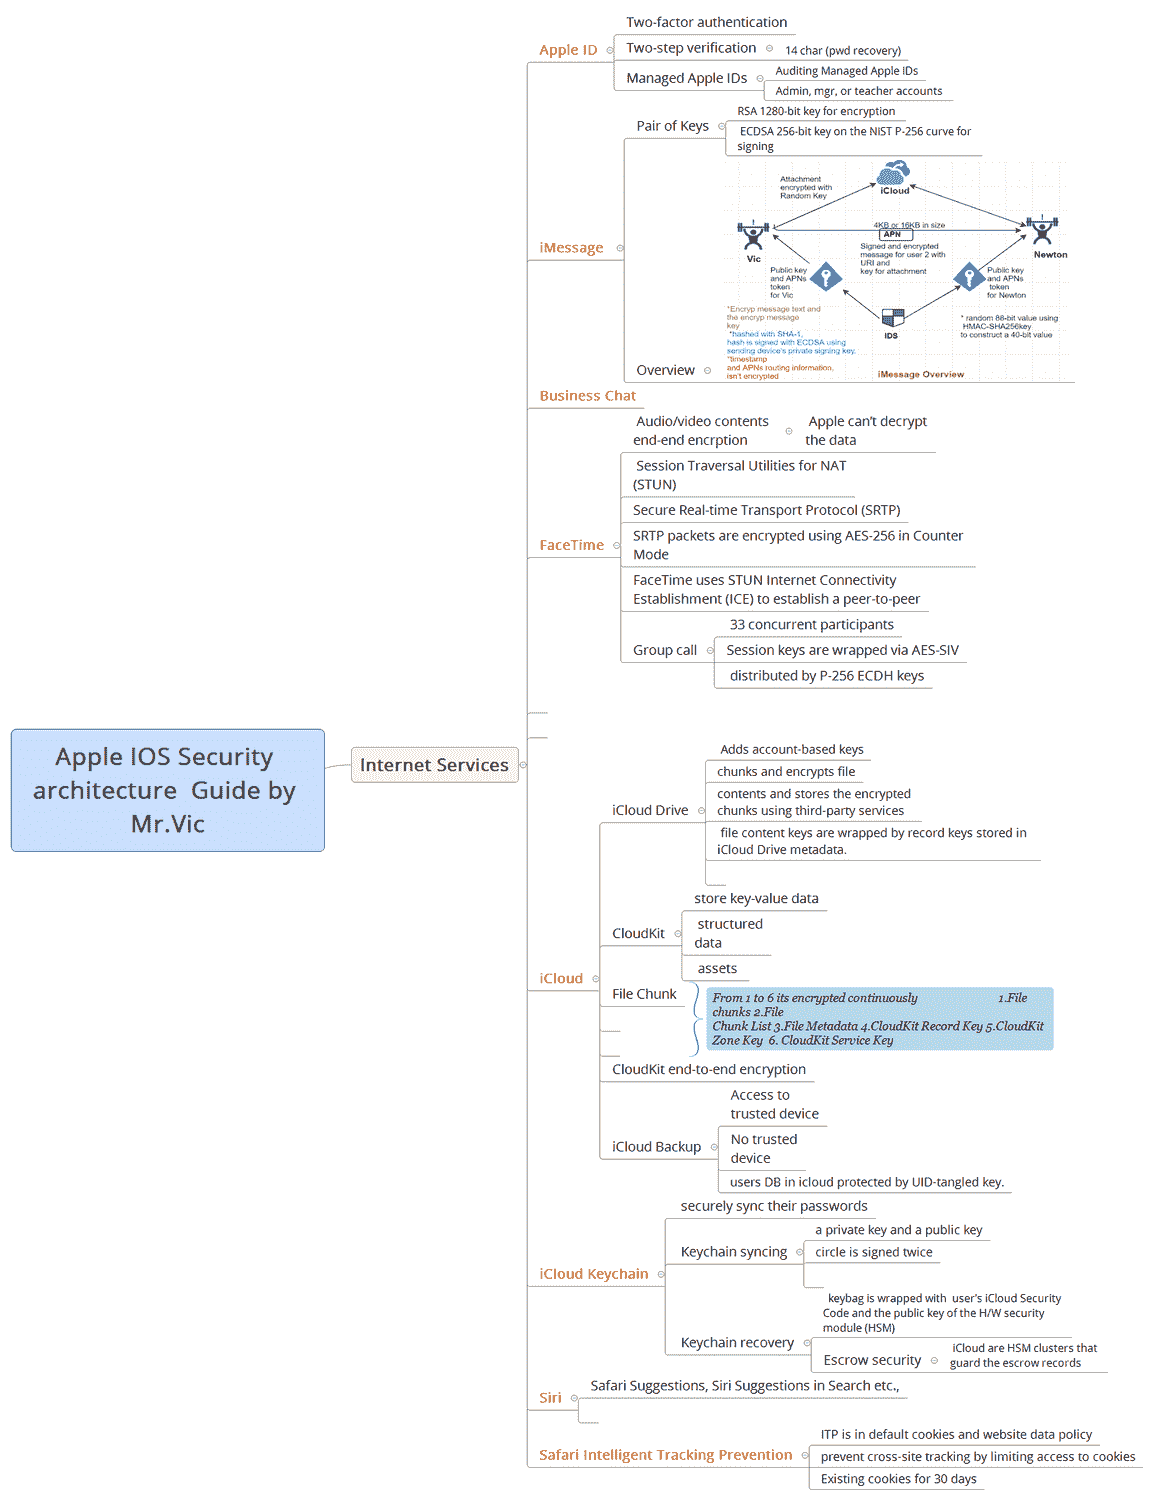 Apple IOS Security
architecture  Guide by
Mr.Vic
Internet Services
Apple ID
Two-factor authentication
Two-step verification
14 char (pwd recovery)
Managed Apple IDs
Auditing Managed Apple IDs
Admin, mgr, or teacher accounts
iMessage
Pair of Keys
RSA 1280-bit key for encryption
ECDSA 256-bit key on the NIST P-256 curve for
signing
Overview
Attachment
encrypted with
Random Key
iCloud
4KB or 16KB in size
APN
Vic
Newton
Signed and encrypted
message for user 2 with
URI and
key for attachment
Public key
and APNs
token
for Vic
Public key
and APNs
token
for Newton
IDS
*Encryp message text and
the encryp message
key
*hashed with SHA-1,
hash is signed with ECDSA using
sending device's private signing key.
*timestamp
and APNs routing information,
isn't encrypted
* random 88-bit value using
HMAC-SHA256key
to construct a 40-bit value
iMessage Overview
Business Chat
FaceTime
Audio/video contents
end-end encrption
Apple can't decrypt
the data
Session Traversal Utilities for NAT
(STUN)
Secure Real-time Transport Protocol (SRTP)
SRTP packets are encrypted using AES-256 in Counter
Mode
FaceTime uses STUN Internet Connectivity
Establishment (ICE) to establish a peer-to-peer
Group call
33 concurrent participants
Session keys are wrapped via AES-SIV
distributed by P-256 ECDH keys
iCloud
iCloud Drive
Adds account-based keys
chunks and encrypts file
contents and stores the encrypted
chunks using third-party services
file content keys are wrapped by record keys stored in
iCloud Drive metadata.
CloudKit
store key-value data
structured
data
assets
File Chunk
From 1 to 6 its encrypted continuously 1.File
chunks 2.File
Chunk List 3.File Metadata 4.CloudKit Record Key 5.CloudKit
Zone Key  6. CloudKit Service Key
CloudKit end-to-end encryption
iCloud Backup
Access to
trusted device
No trusted
device
users DB in icloud protected by UID-tangled key.
iCloud Keychain
securely sync their passwords
Keychain syncing
a private key and a public key
circle is signed twice
Keychain recovery
keybag is wrapped with  user's iCloud Security
Code and the public key of the H/W security
module (HSM)
Escrow security
iCloud are HSM clusters that
guard the escrow records
Siri
Safari Suggestions, Siri Suggestions in Search etc.,
Safari Intelligent Tracking Prevention
ITP is in default cookies and website data policy
prevent cross-site tracking by limiting access to cookies
Existing cookies for 30 days